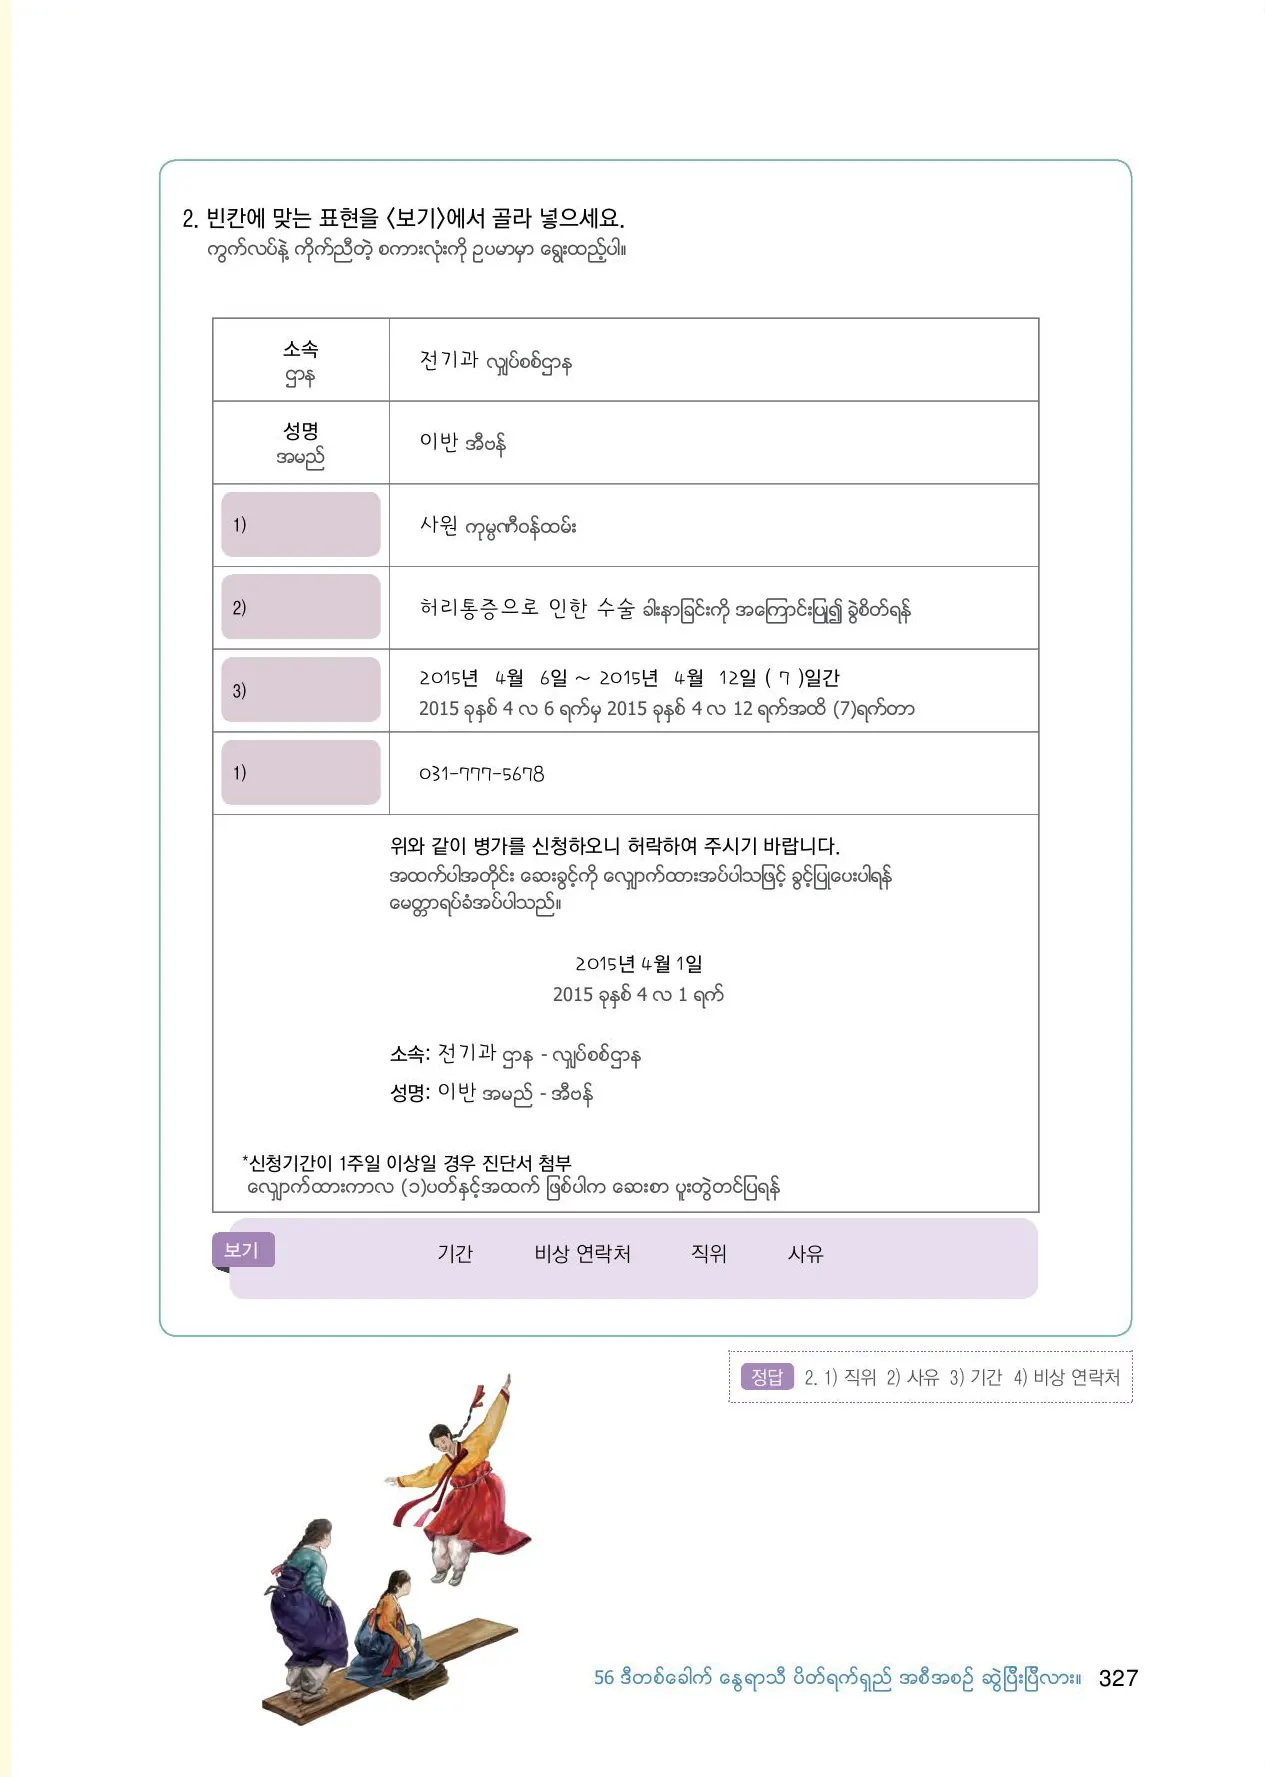 2. 빈칸에 맞는 표현을 〈보기〉에서 골라 넣으세요.
ကွက်လပ်နဲ့ ကိုက်ညီတဲ့ စကားလုံးကို ဥပမာမှာ ရွေးထည့်ပါ။
소속
ဌာန
전기과 လျှပ်စစ်ဌာန
성명
အမည်
이반 အီဗန်
1)
사원 ကုမ္ပဏီဝန်ထမ်း
2)
허리통증으로 인한 수술 ခါးနာခြင်းကို အကြောင်းပြု၍ ခွဲစိတ်ရန်
3)
2015년 4월 6일 ~ 2015년 4월 12일 ( 7 )일간
2015 ခုနှစ် 4 လ 6 ရက်မှ 2015 ခုနှစ် 4 လ 12 ရက်အထိ (7)ရက်တာ
1)
031-777-5678
위와 같이 병가를 신청하오니 허락하여 주시기 바랍니다.
အထက်ပါအတိုင်း ဆေးခွင့်ကို လျှောက်ထားအပ်ပါသဖြင့် ခွင့်ပြုပေးပါရန်
မေတ္တာရပ်ခံအပ်ပါသည်။
2015년 4월 1일
2015 ခုနှစ် 4 လ 1 ရက်
소속: 전기과 ဌာန - လျှပ်စစ်ဌာန
성명: 이반 အမည် - အီဗန်
*신청기간이 1주일 이상일 경우 진단서 첨부
လျှောက်ထားကာလ (၁)ပတ်နှင့်အထက် ဖြစ်ပါက ဆေးစာ ပူးတွဲတင်ပြရန်
보기 기간 비상 연락처 직위 사유
정답 2. 1) 직위 2) 사유 3) 기간 4) 비상 연락처
56 ဒီတစ်ခေါက် နွေရာသီ ပိတ်ရက်ရှည် အစီအစဉ် ဆွဲပြီးပြီလား။ 327